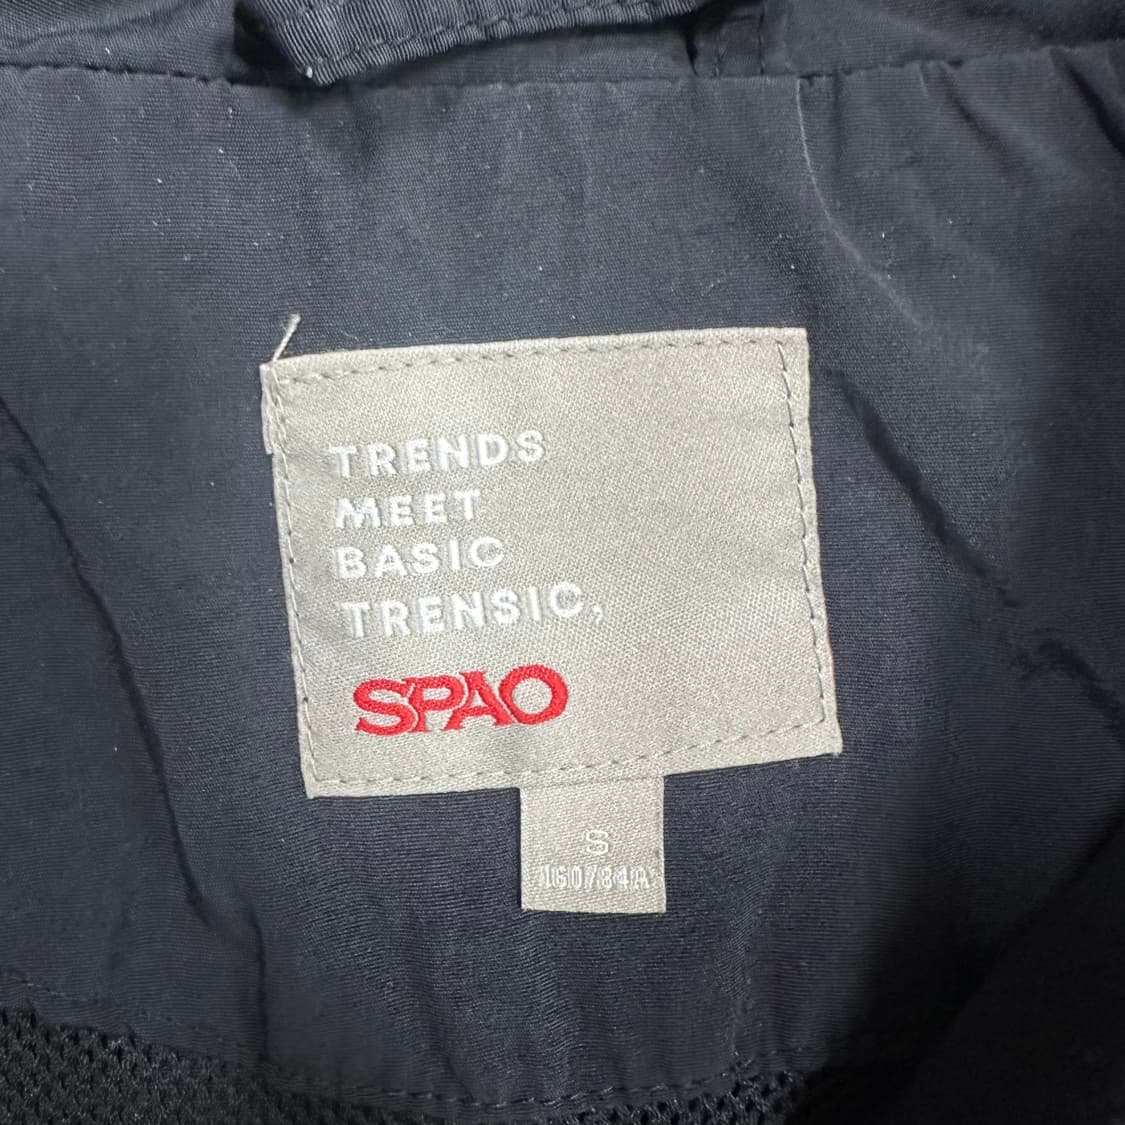 TRENDS
MEET
BASIC
TRENSIC,
SPAO
S
160/84A